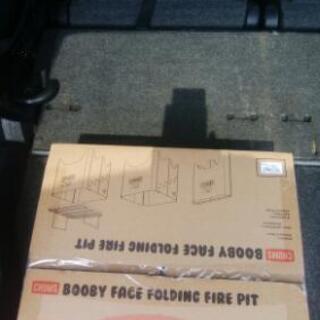 CHUMS
BOOBY FACE FOLDING FIRE PIT
CHUMS
BOOBY FACE FOLDING FIRE PIT